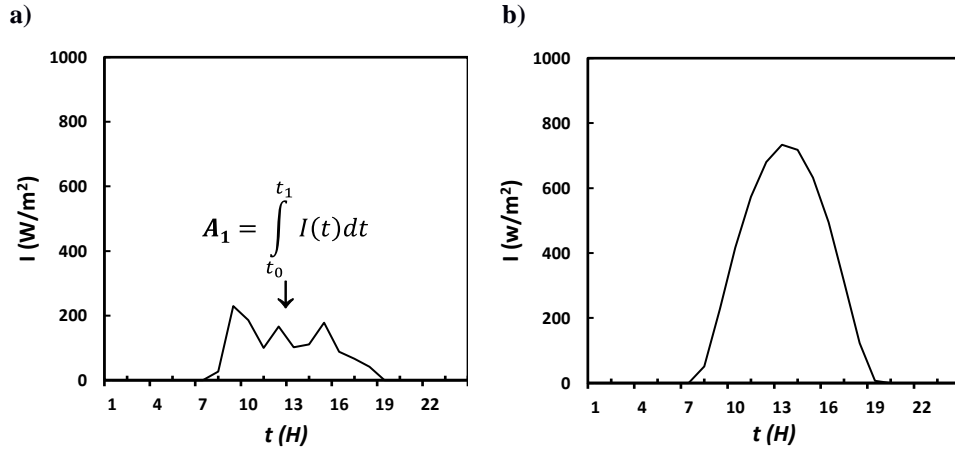 a)
1000
800
600
400
200
0
I (W/m²)
A₁ = ∫ I(t)dt
t₁
t₀
1 4 7 10 13 16 19 22
t (H)
b)
1000
800
600
400
200
0
I (w/m²)
1 4 7 10 13 16 19 22
t (H)